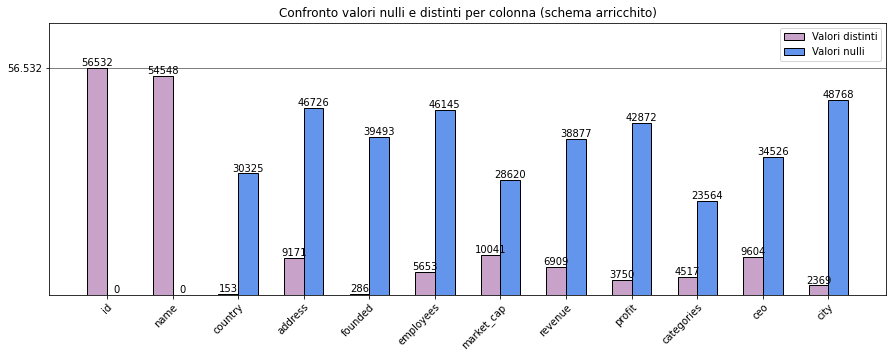 Confronto valori nulli e distinti per colonna (schema arricchito)
Valori distinti
Valori nulli
56.532
56532
0
54548
0
153
30325
9171
46726
286
39493
5653
46145
10041
28620
6909
38877
3750
42872
4517
23564
9604
34526
2369
48768
id
name
country
address
founded
employees
market_cap
revenue
profit
categories
ceo
city